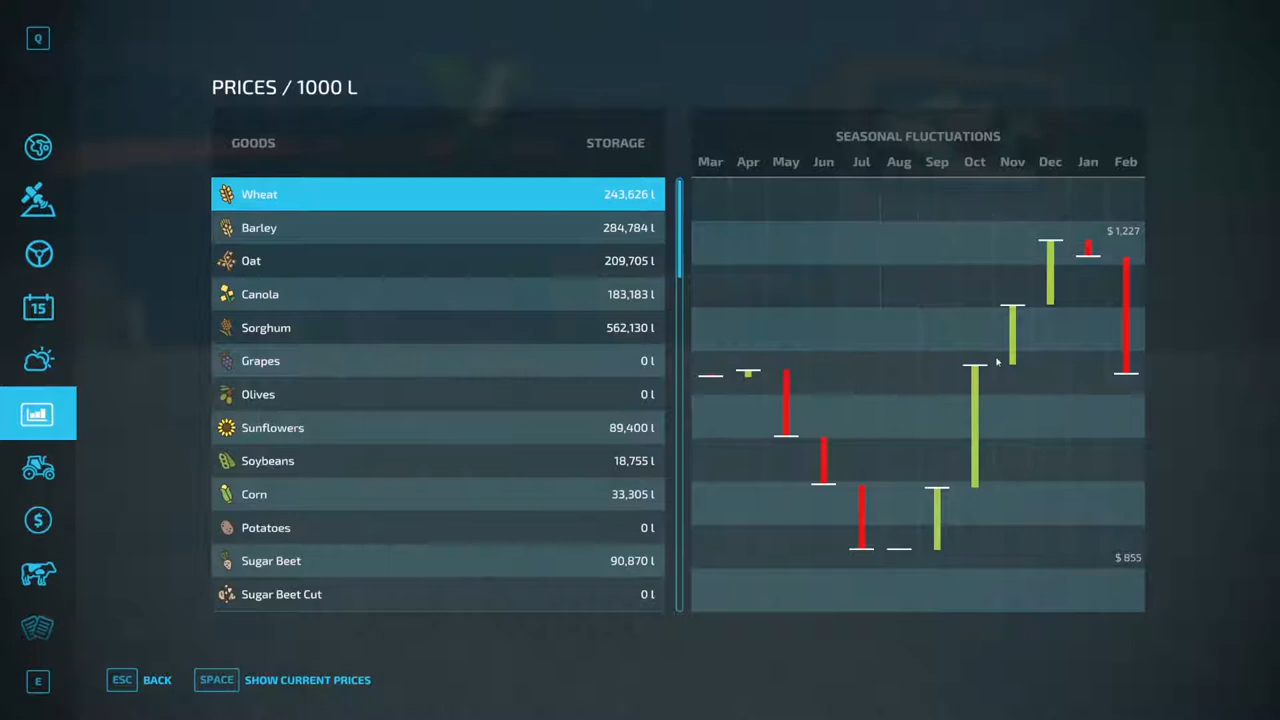 Q
PRICES / 1000 L
GOODS STORAGE
SEASONAL FLUCTUATIONS
Mar Apr May Jun Jul Aug Sep Oct Nov Dec Jan Feb
Wheat 243,626 l
$ 1,227
Barley 284,784 l
Oat 209,705 l
Canola 183,183 l
15
Sorghum 562,130 l
Grapes 0 l
Olives 0 l
Sunflowers 89,400 l
Soybeans 18,755 l
Corn 33,305 l
$
Potatoes 0 l
Sugar Beet 90,870 l
$ 855
Sugar Beet Cut 0 l
E
ESC BACK SPACE SHOW CURRENT PRICES